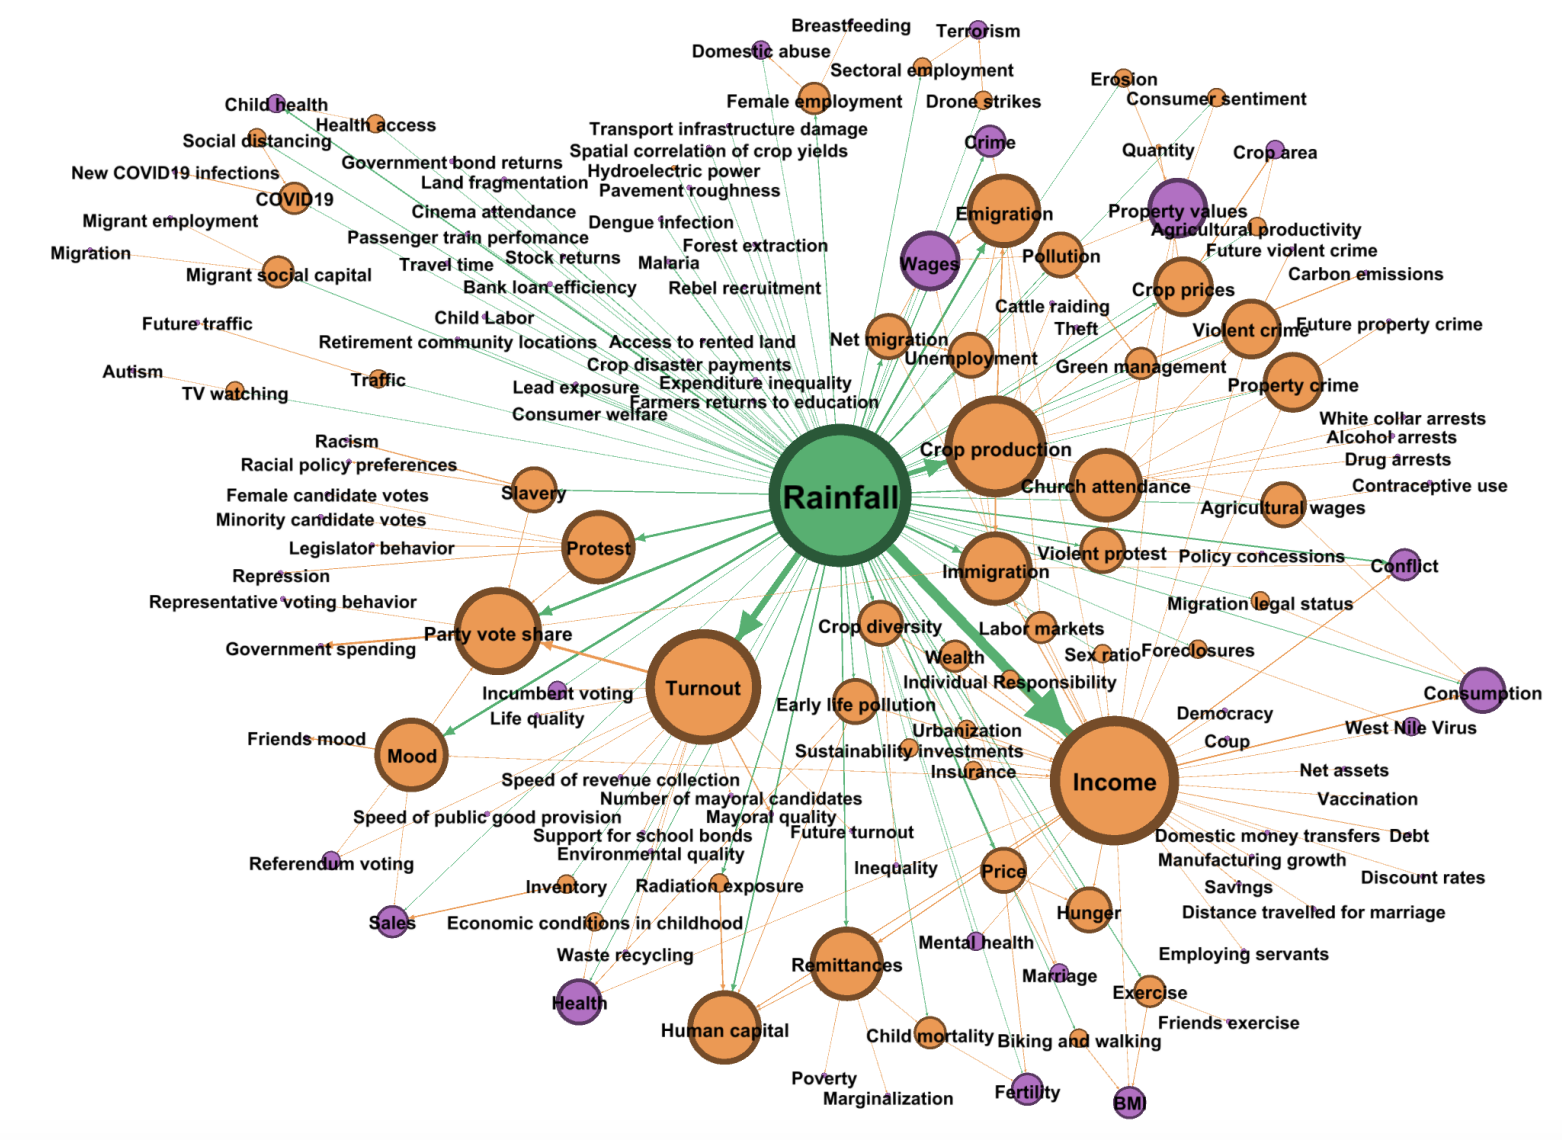 Breastfeeding
Terrorism
Domestic abuse
Sectoral employment
Erosion
Female employment
Drone strikes
Consumer sentiment
Child health
Health access
Transport infrastructure damage
Social distancing
Crime
Spatial correlation of crop yields
Quantity
Crop area
Government bond returns
Hydroelectric power
New COVID19 infections
Land fragmentation
Pavement roughness
COVID19
Cinema attendance
Emigration
Property values
Migrant employment
Dengue infection
Agricultural productivity
Passenger train perfomance
Forest extraction
Future violent crime
Migration
Stock returns
Pollution
Travel time
Malaria
Wages
Migrant social capital
Carbon emissions
Bank loan efficiency
Rebel recruitment
Crop prices
Cattle raiding
Child Labor
Future traffic
Theft
Violent crime
Future property crime
Retirement community locations
Access to rented land
Net migration
Unemployment
Crop disaster payments
Green management
Autism
Traffic
Lead exposure
Expenditure inequality
Property crime
TV watching
Farmers returns to education
Consumer welfare
White collar arrests
Racism
Alcohol arrests
Crop production
Racial policy preferences
Drug arrests
Slavery
Rainfall
Church attendance
Contraceptive use
Female candidate votes
Agricultural wages
Minority candidate votes
Legislator behavior
Protest
Violent protest
Policy concessions
Conflict
Repression
Immigration
Representative voting behavior
Migration legal status
Party vote share
Crop diversity
Labor markets
Government spending
Wealth
Sex ratio
Foreclosures
Turnout
Individual Responsibility
Incumbent voting
Consumption
Life quality
Early life pollution
Democracy
Friends mood
Urbanization
West Nile Virus
Mood
Sustainability investments
Coup
Speed of revenue collection
Insurance
Income
Net assets
Number of mayoral candidates
Vaccination
Speed of public good provision
Mayoral quality
Support for school bonds
Future turnout
Domestic money transfers
Debt
Environmental quality
Referendum voting
Inequality
Manufacturing growth
Inventory
Radiation exposure
Price
Savings
Discount rates
Sales
Economic conditions in childhood
Hunger
Distance travelled for marriage
Waste recycling
Mental health
Employing servants
Remittances
Marriage
Health
Exercise
Human capital
Child mortality
Biking and walking
Friends exercise
Poverty
Marginalization
Fertility
BMI